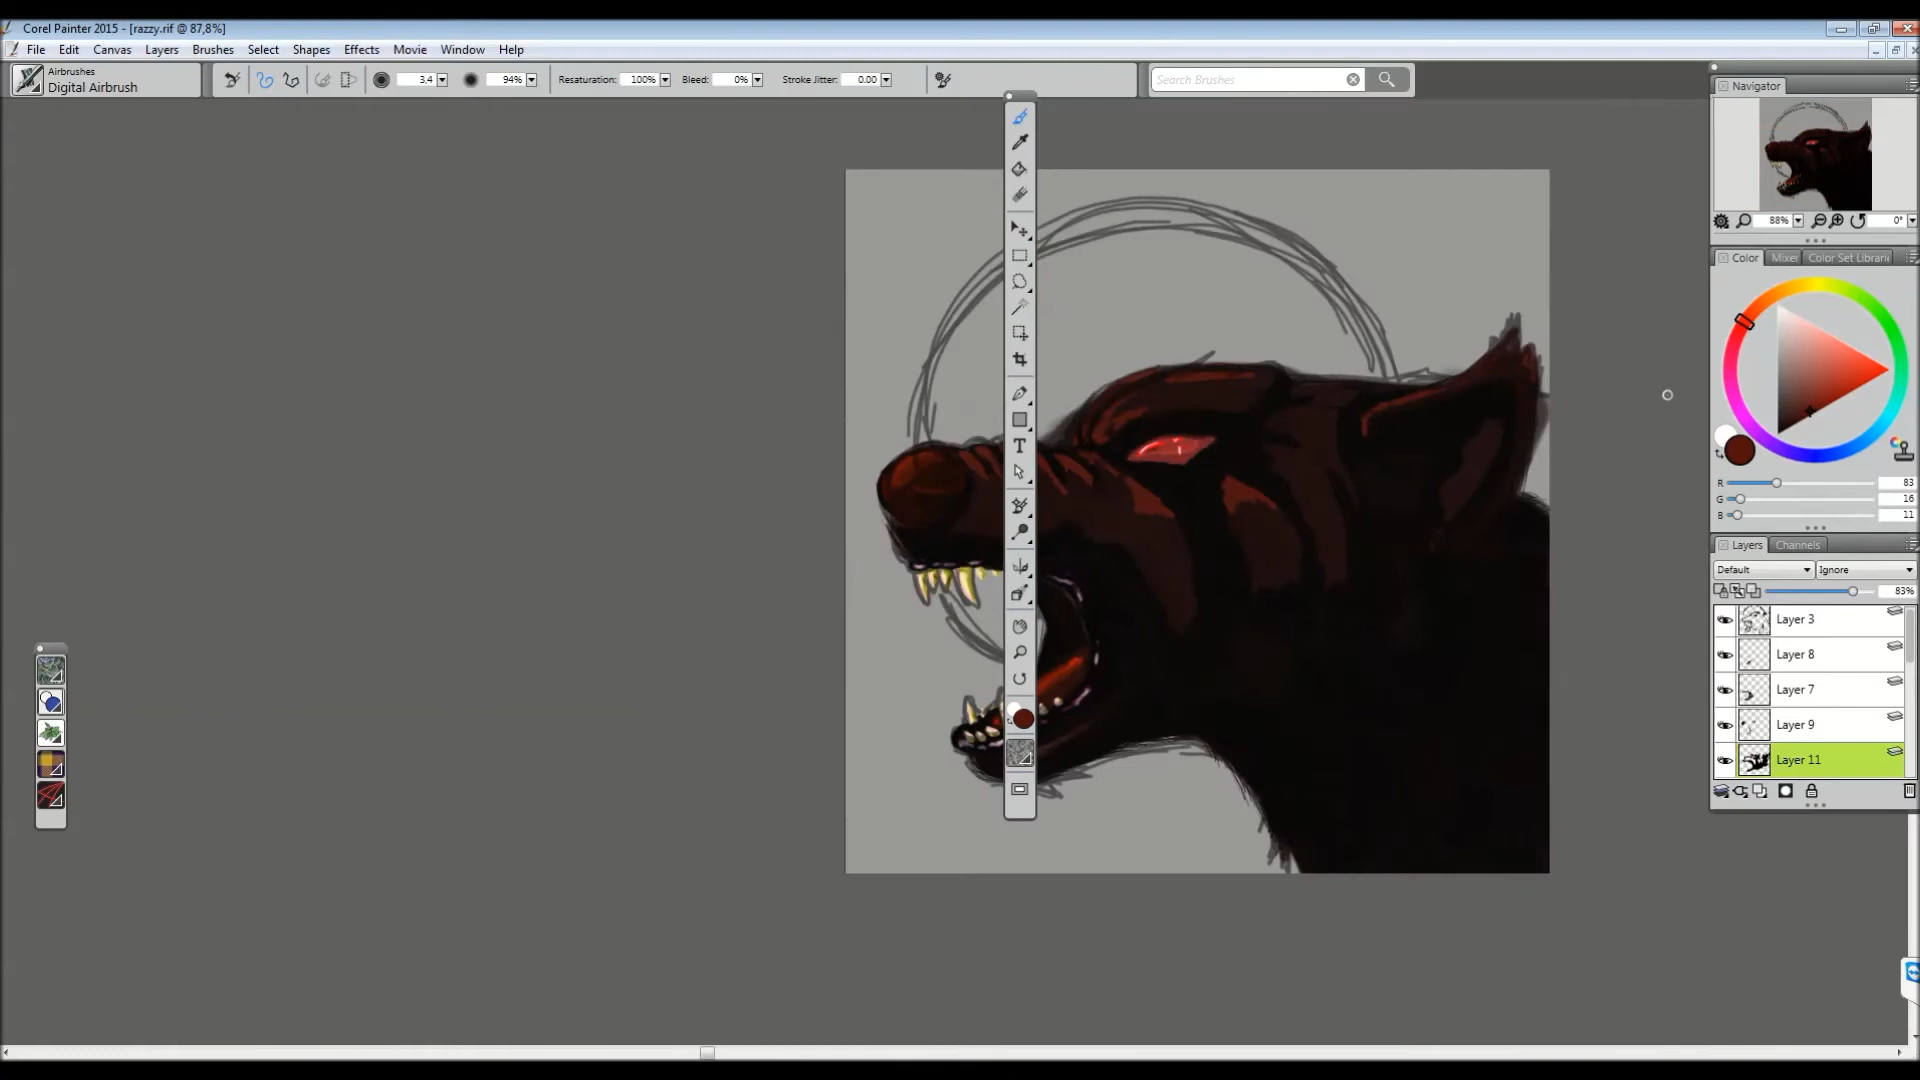 Corel Painter 2015 - [razzy.rif @ 87,8%]
File Edit Canvas Layers Brushes Select Shapes Effects Movie Window Help
Airbrushes
Digital Airbrush
3,4 94% Resaturation: 100% Bleed: 0% Stroke Jitter: 0.00
Search Brushes
Navigator
88% 0°
Color Mixer Color Set Librari
R 83
G 16
B 11
Layers Channels
Default Ignore
83%
Layer 3
Layer 8
Layer 7
Layer 9
Layer 11
T